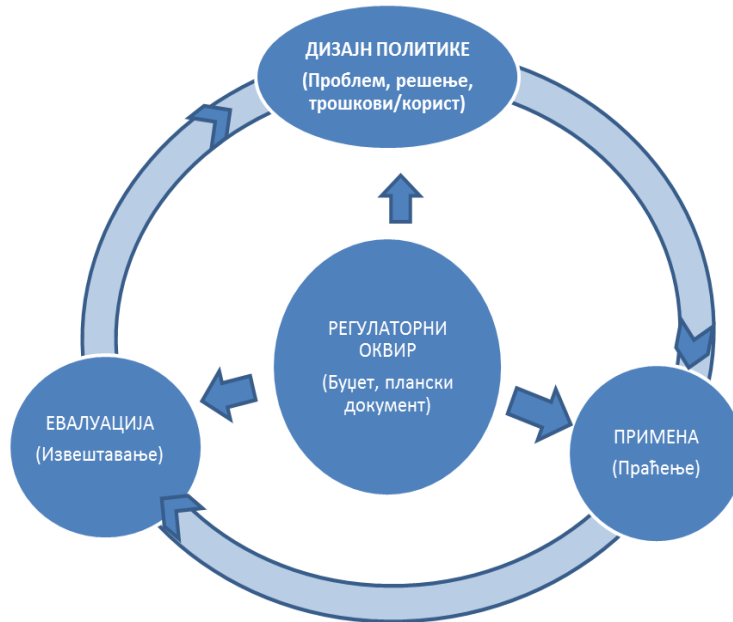 ДИЗАЈН ПОЛИТИКЕ
(Проблем, решење,
трошкови/корист)
РЕГУЛАТОРНИ
ОКВИР
(Буџет, плански
документ)
ЕВАЛУАЦИЈА
(Извештавање)
ПРИМЕНА
(Праћење)